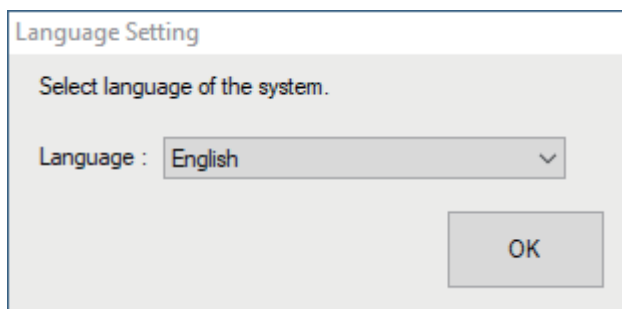 Language Setting
Select language of the system.
Language : English
OK